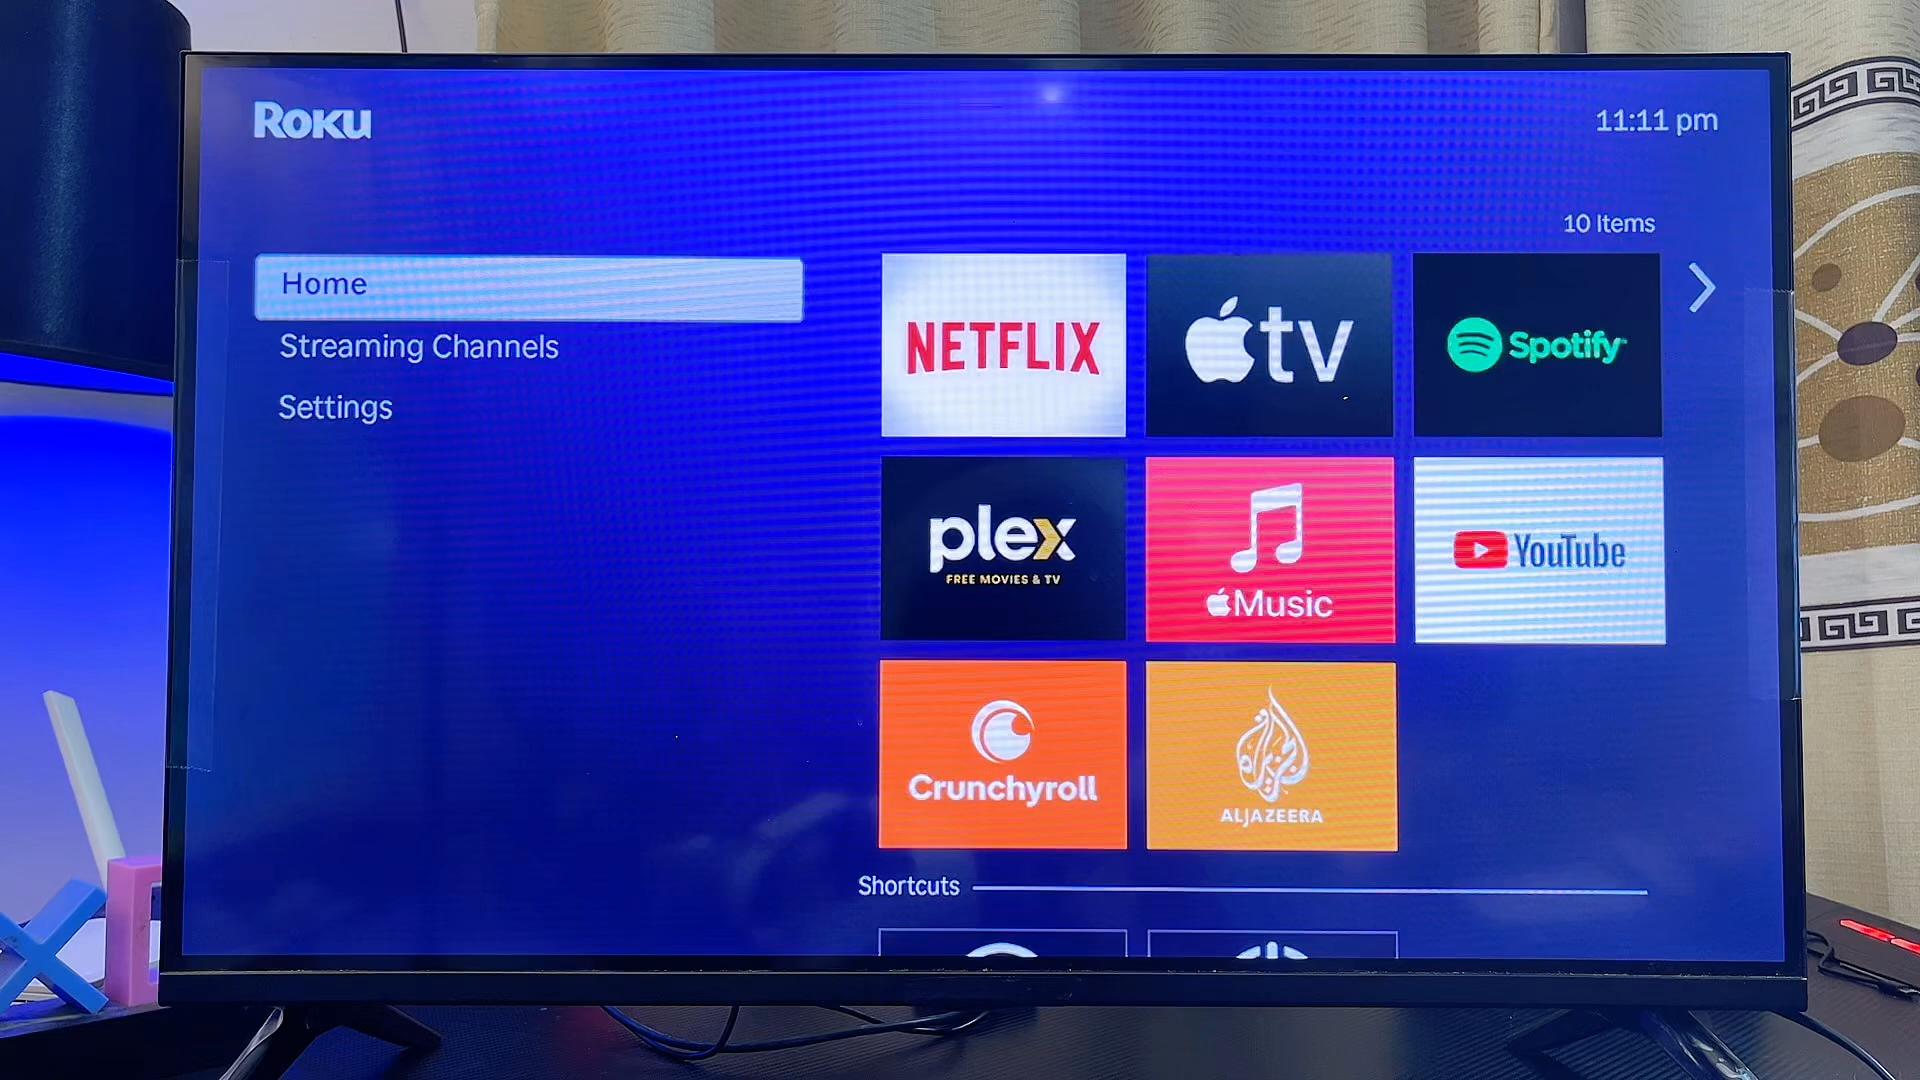 Roku
11:11 pm
10 Items
Home
Streaming Channels
Settings
NETFLIX
tv
Spotify
plex
FREE MOVIES & TV
Music
YouTube
Crunchyroll
الجزيرة
ALJAZEERA
Shortcuts